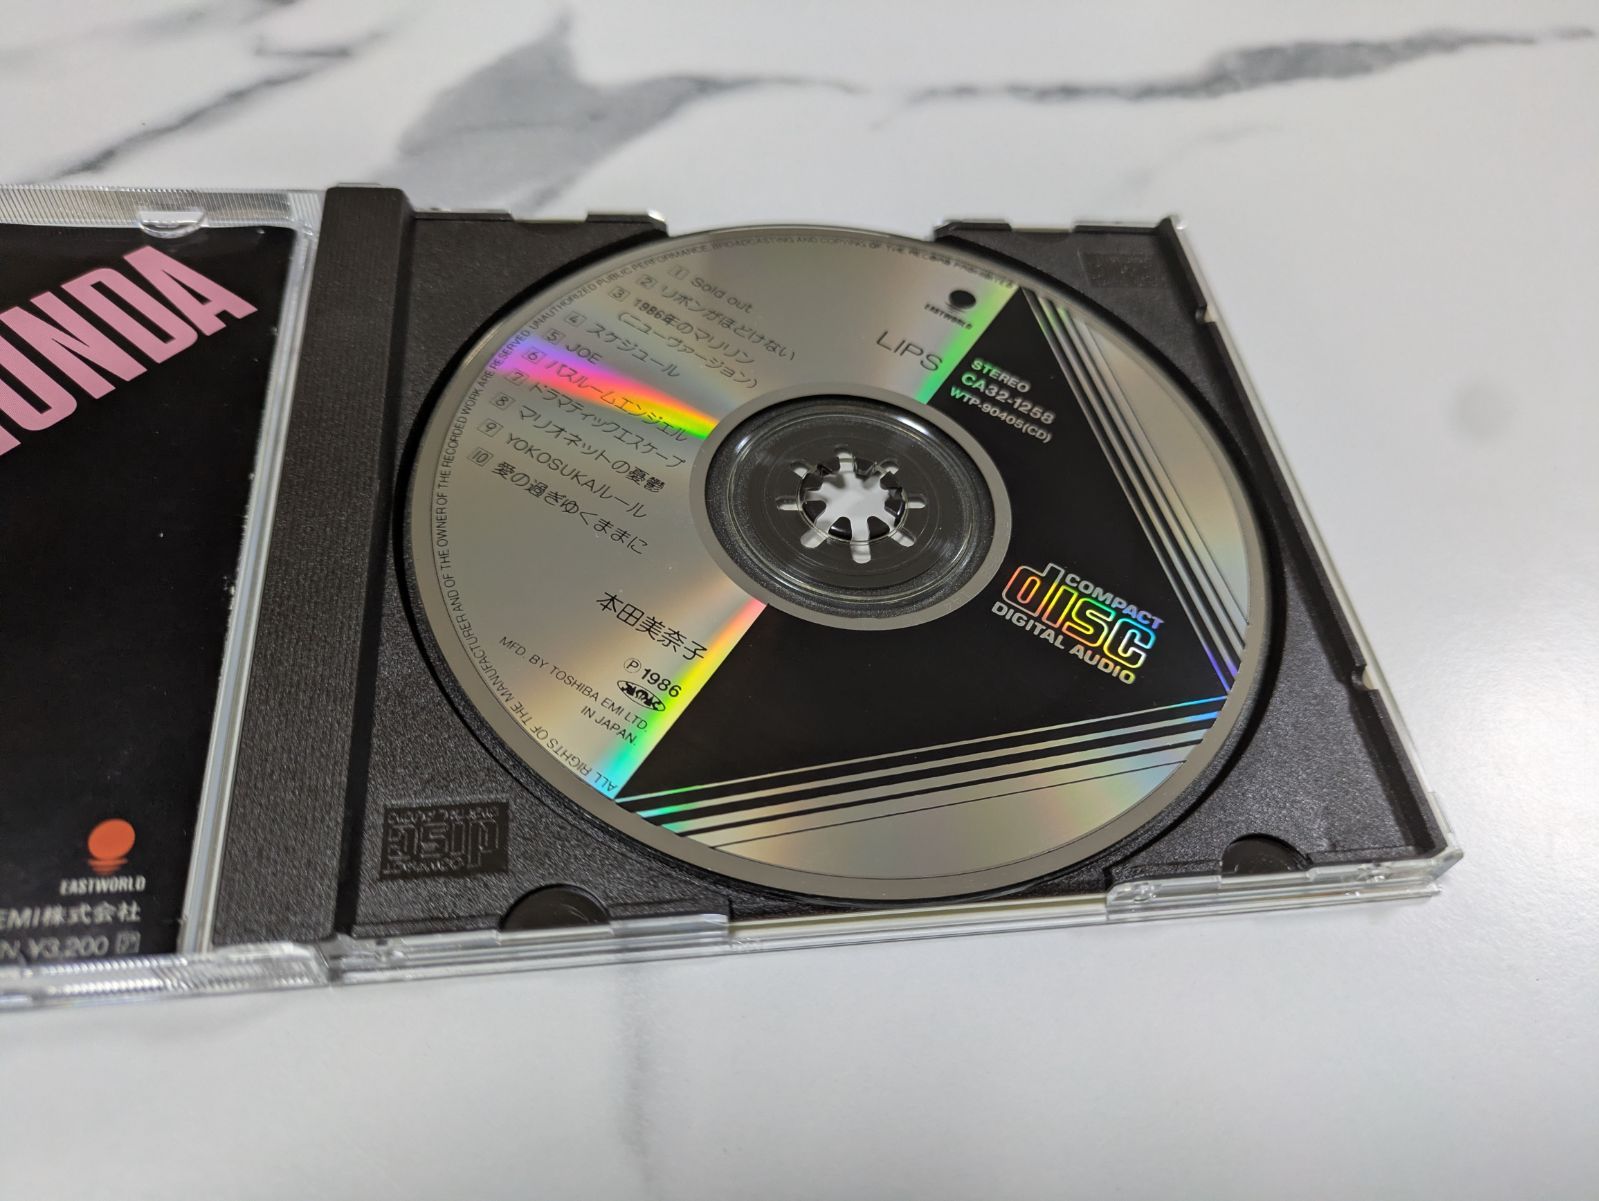 UNDA
EASTWORLD
EMI株式会社
N ¥3,200
ALL RIGHTS OF THE MANUFACTURER AND OF THE OWNER OF THE RECORDED WORK ARE RESERVED. UNAUTHORIZED PUBLIC PERFORMANCE, BROADCASTING AND COPYING OF THE RECORD PROHIBITED
EASTWORLD
LIPS
STEREO
CA32-1258
WTP-90405(CD)
1 Sold out
2 リボンがほどけない
3 1986年のマリリン
(ニューヴァージョン)
4 スケジュール
5 JOE
6 バスルームエンジェル
7 ドラマティックエスケープ
8 マリオネットの憂鬱
9 YOKOSUKAルール
10 愛の過ぎゆくままに
本田美奈子
Ⓟ1986
MFD. BY TOSHIBA EMI LTD.
IN JAPAN.
COMPACT
disc
DIGITAL AUDIO